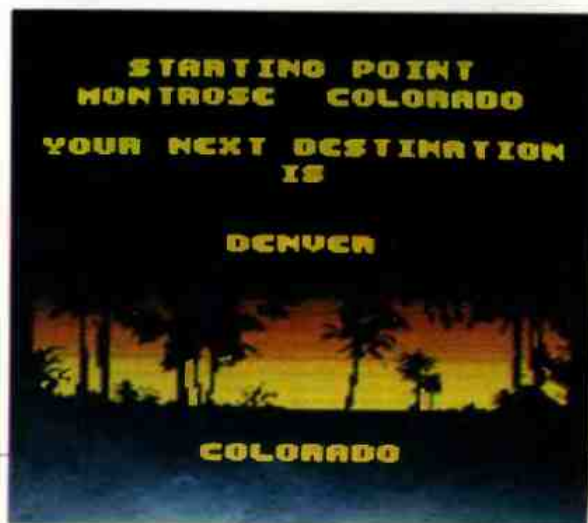 STARTING POINT
MONTROSE COLORADO
YOUR NEXT DESTINATION
IS
DENVER
COLORADO